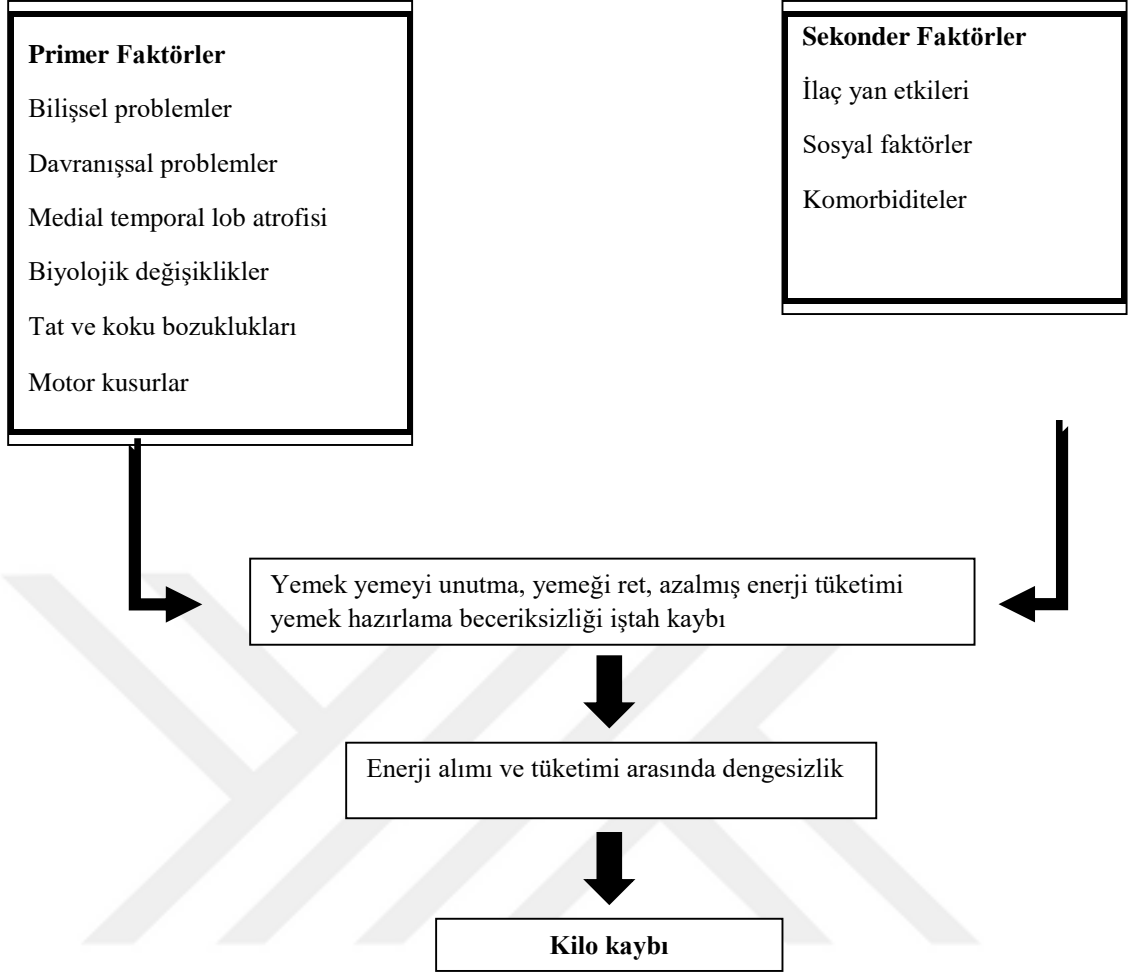 Primer Faktörler
Bilişsel problemler
Davranışsal problemler
Medial temporal lob atrofisi
Biyolojik değişiklikler
Tat ve koku bozuklukları
Motor kusurlar
Sekonder Faktörler
İlaç yan etkileri
Sosyal faktörler
Komorbiditeler
Yemek yemeyi unutma, yemeği ret, azalmış enerji tüketimi
yemek hazırlama beceriksizliği iştah kaybı
Enerji alımı ve tüketimi arasında dengesizlik
Kilo kaybı